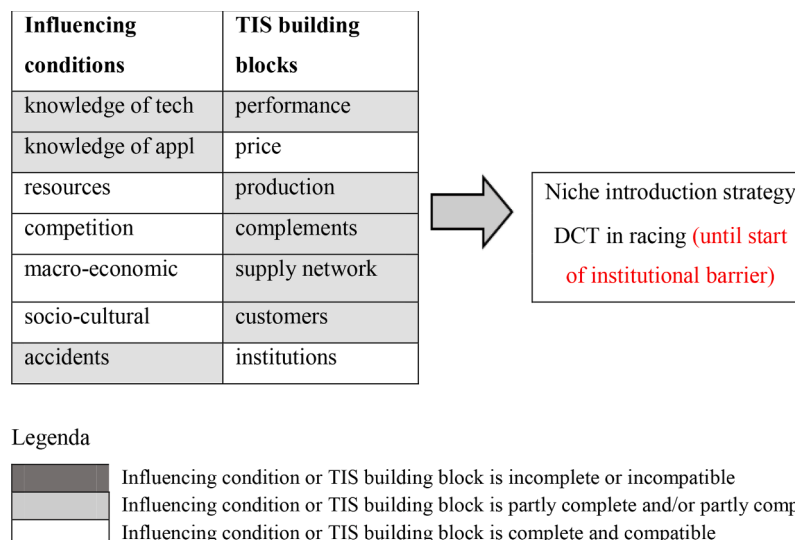 Influencing conditions
TIS building blocks
knowledge of tech
performance
knowledge of appl
price
resources
production
competition
complements
macro-economic
supply network
socio-cultural
customers
accidents
institutions
Niche introduction strategy
DCT in racing (until start
of institutional barrier)
Legenda
Influencing condition or TIS building block is incomplete or incompatible
Influencing condition or TIS building block is partly complete and/or partly comp
Influencing condition or TIS building block is complete and compatible